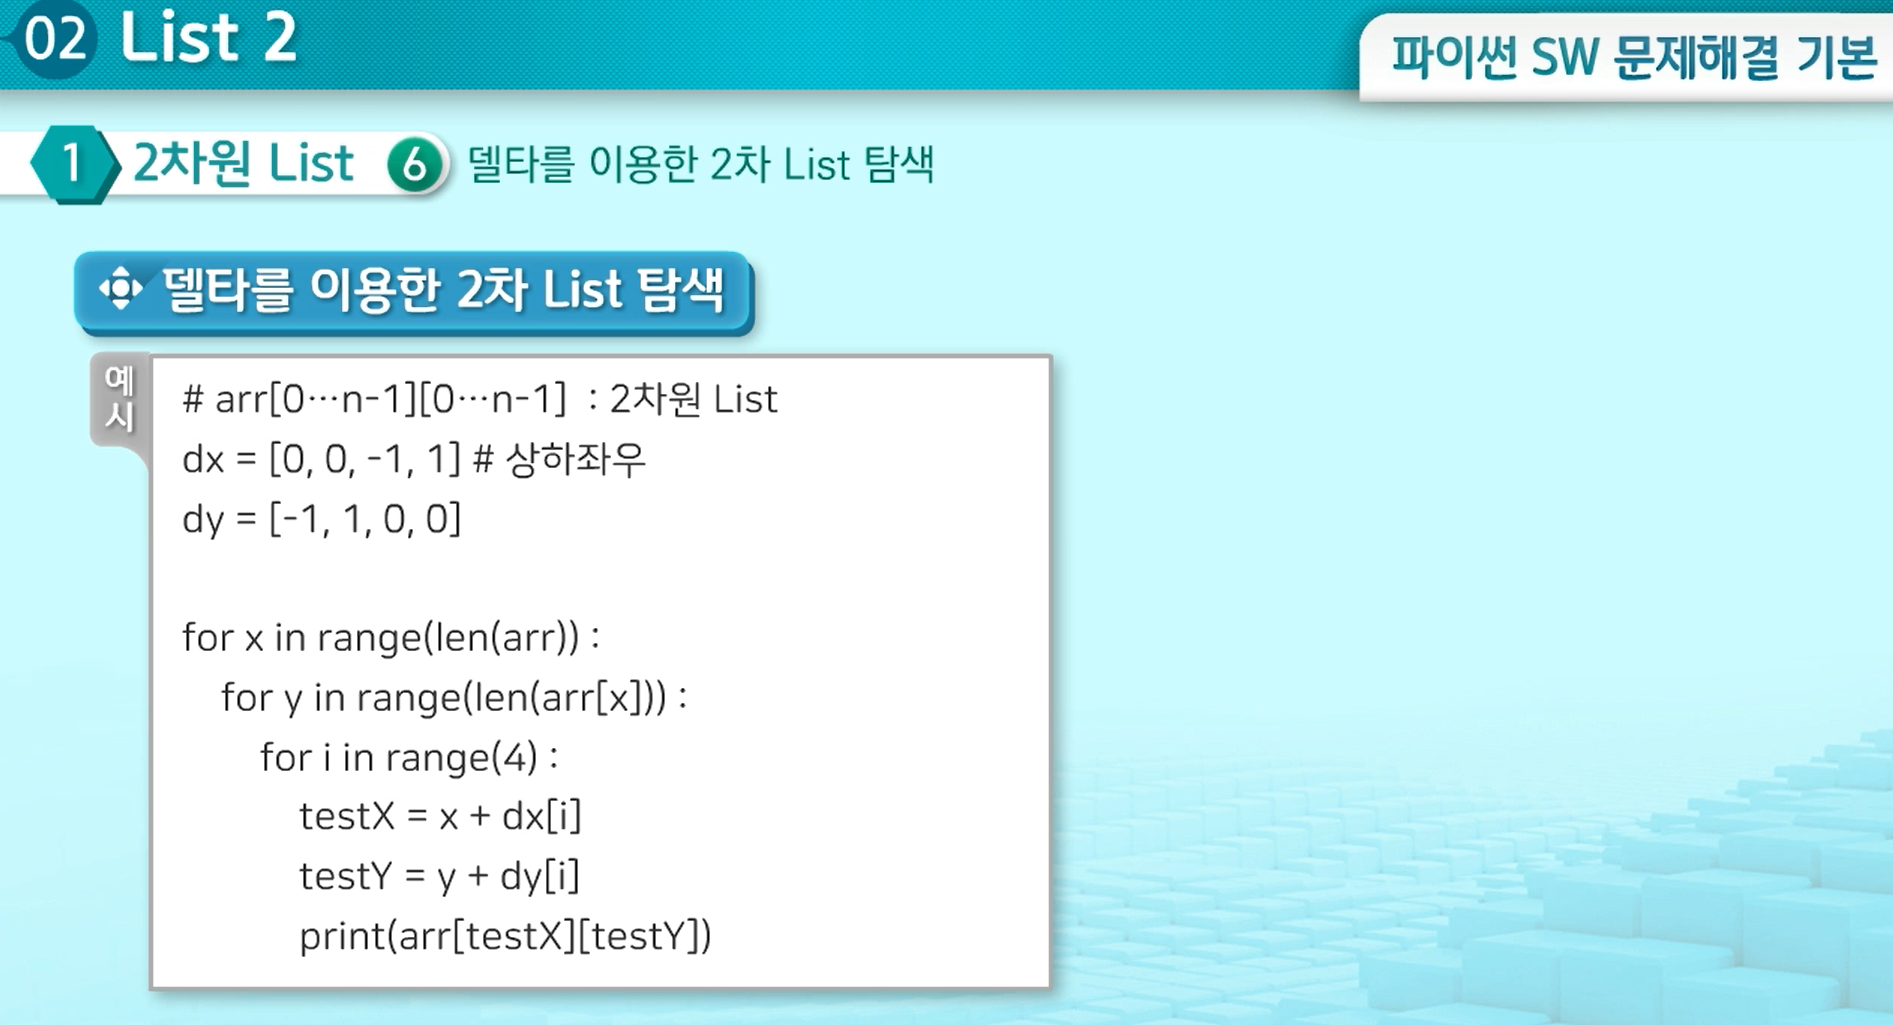 02 List 2
파이썬 SW 문제해결 기본
1 2차원 List 6 델타를 이용한 2차 List 탐색
델타를 이용한 2차 List 탐색
예시
# arr[0…n-1][0…n-1] : 2차원 List
dx = [0, 0, -1, 1] # 상하좌우
dy = [-1, 1, 0, 0]
for x in range(len(arr)) :
for y in range(len(arr[x])) :
for i in range(4) :
testX = x + dx[i]
testY = y + dy[i]
print(arr[testX][testY])